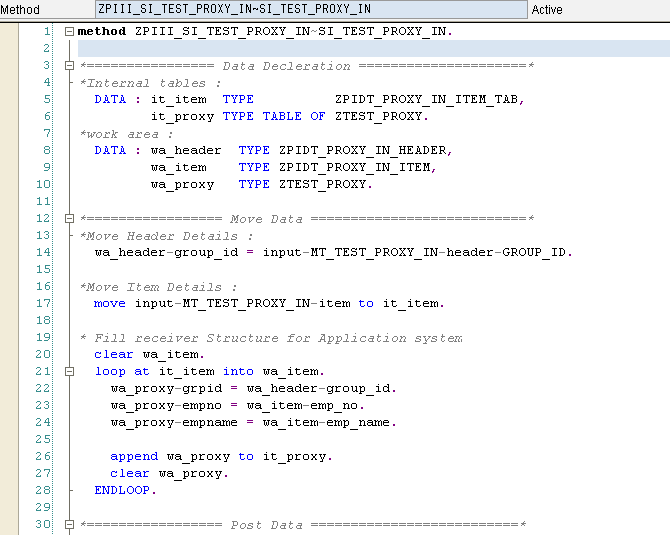 Method ZPIII_SI_TEST_PROXY_IN~SI_TEST_PROXY_IN Active
1 method ZPIII_SI_TEST_PROXY_IN~SI_TEST_PROXY_IN.
2
3 *================ Data Decleration =====================*
4 *Internal tables :
5 DATA : it_item TYPE ZPIDT_PROXY_IN_ITEM_TAB,
6 it_proxy TYPE TABLE OF ZTEST_PROXY.
7 *work area :
8 DATA : wa_header TYPE ZPIDT_PROXY_IN_HEADER,
9 wa_item TYPE ZPIDT_PROXY_IN_ITEM,
10 wa_proxy TYPE ZTEST_PROXY.
11
12 *================= Move Data ===========================*
13 *Move Header Details :
14 wa_header-group_id = input-MT_TEST_PROXY_IN-header-GROUP_ID.
15
16 *Move Item Details :
17 move input-MT_TEST_PROXY_IN-item to it_item.
18
19 * Fill receiver Structure for Application system
20 clear wa_item.
21 loop at it_item into wa_item.
22 wa_proxy-grpid = wa_header-group_id.
23 wa_proxy-empno = wa_item-emp_no.
24 wa_proxy-empname = wa_item-emp_name.
25
26 append wa_proxy to it_proxy.
27 clear wa_proxy.
28 ENDLOOP.
29
30 *================= Post Data ==========================*